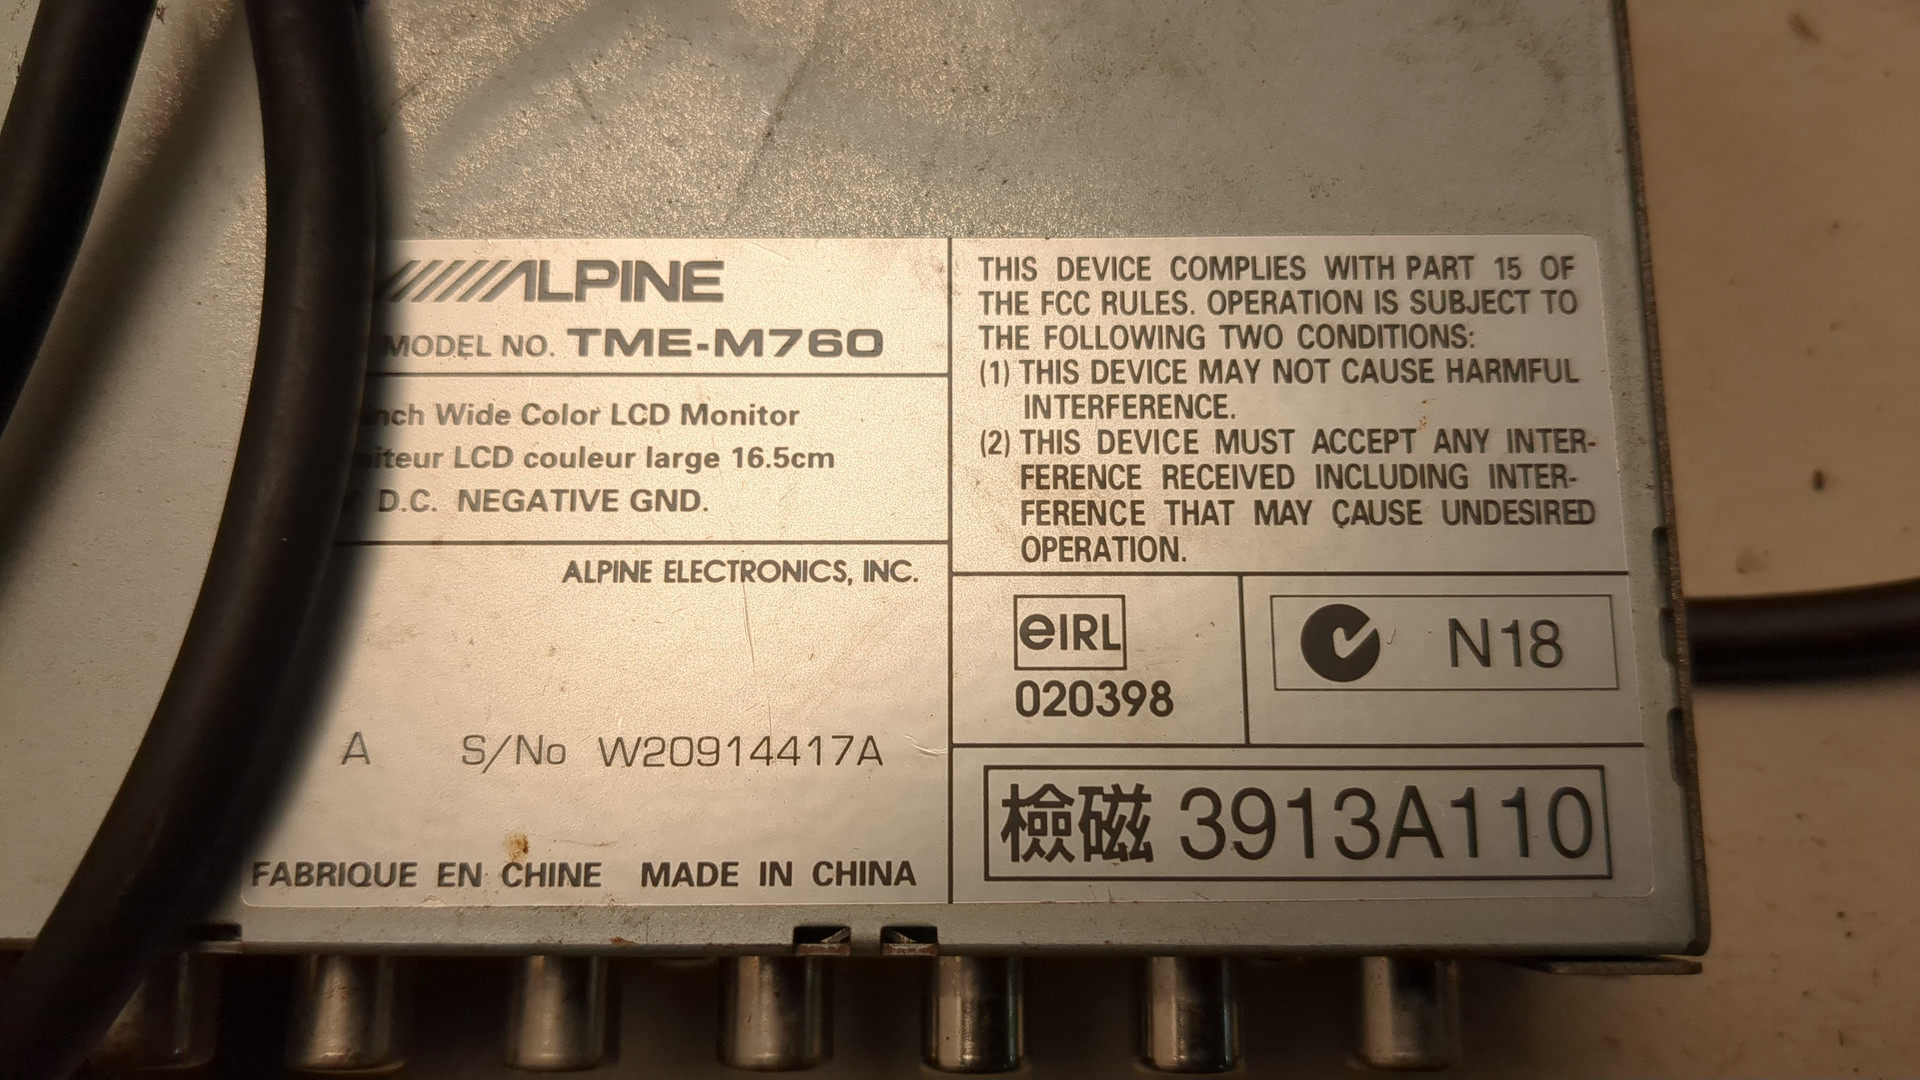 ALPINE
MODEL NO. TME-M760
Wide Color LCD Monitor
LCD couleur large 16.5cm
D.C. NEGATIVE GND.
ALPINE ELECTRONICS, INC.
A S/No W20914417A
FABRIQUE EN CHINE MADE IN CHINA
THIS DEVICE COMPLIES WITH PART 15 OF
THE FCC RULES. OPERATION IS SUBJECT TO
THE FOLLOWING TWO CONDITIONS:
(1) THIS DEVICE MAY NOT CAUSE HARMFUL
INTERFERENCE.
(2) THIS DEVICE MUST ACCEPT ANY INTER-
FERENCE RECEIVED INCLUDING INTER-
FERENCE THAT MAY CAUSE UNDESIRED
OPERATION.
eIRL
020398
N18
檢磁 3913A110